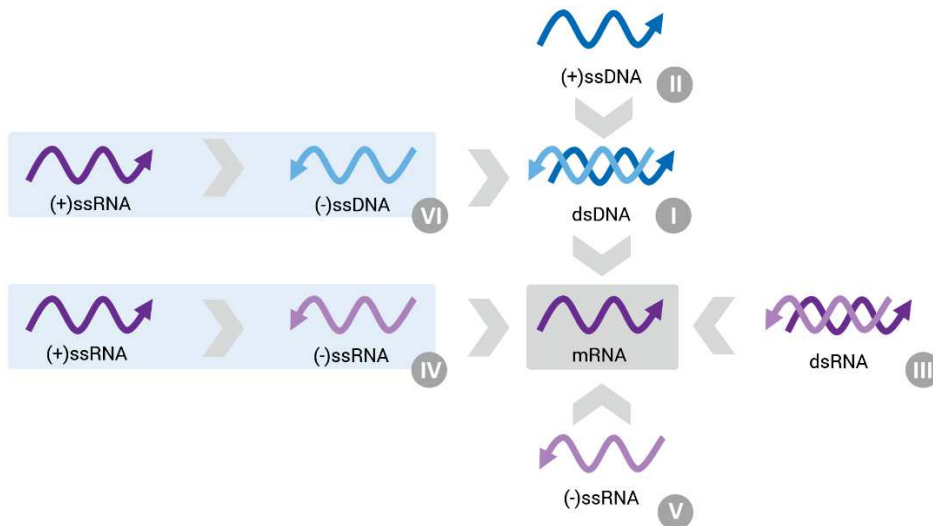 (+)ssDNA
II
(+)ssRNA
(-)ssDNA
VI
dsDNA
I
(+)ssRNA
(-)ssRNA
IV
mRNA
dsRNA
III
(-)ssRNA
V